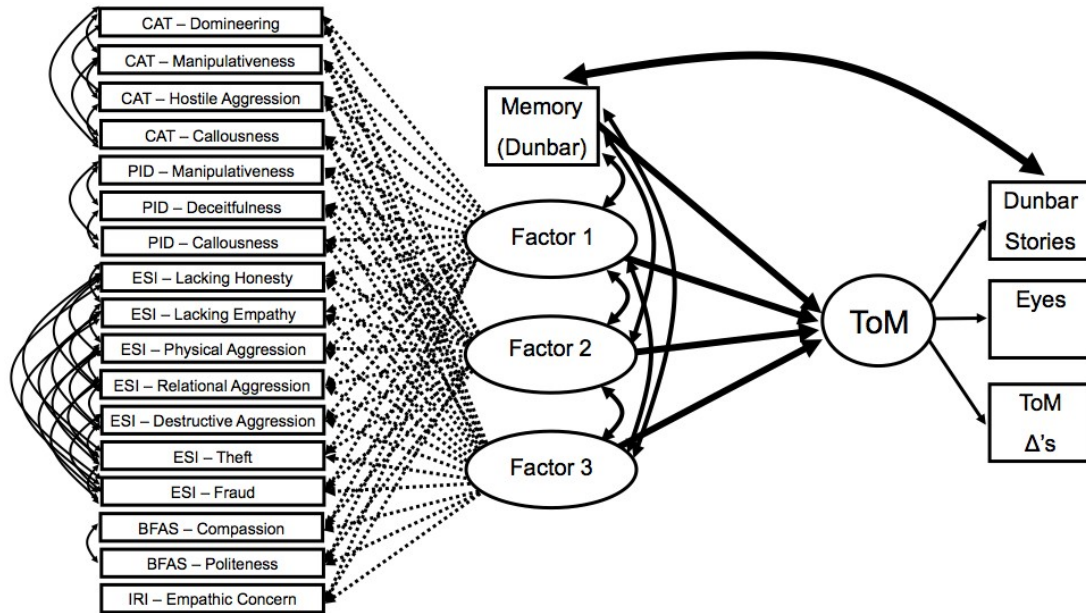 CAT – Domineering
CAT – Manipulativeness
CAT – Hostile Aggression
CAT – Callousness
PID – Manipulativeness
PID – Deceitfulness
PID – Callousness
ESI – Lacking Honesty
ESI – Lacking Empathy
ESI – Physical Aggression
ESI – Relational Aggression
ESI – Destructive Aggression
ESI – Theft
ESI – Fraud
BFAS – Compassion
BFAS – Politeness
IRI – Empathic Concern
Memory
(Dunbar)
Factor 1
Factor 2
Factor 3
ToM
Dunbar
Stories
Eyes
ToM
Δ's